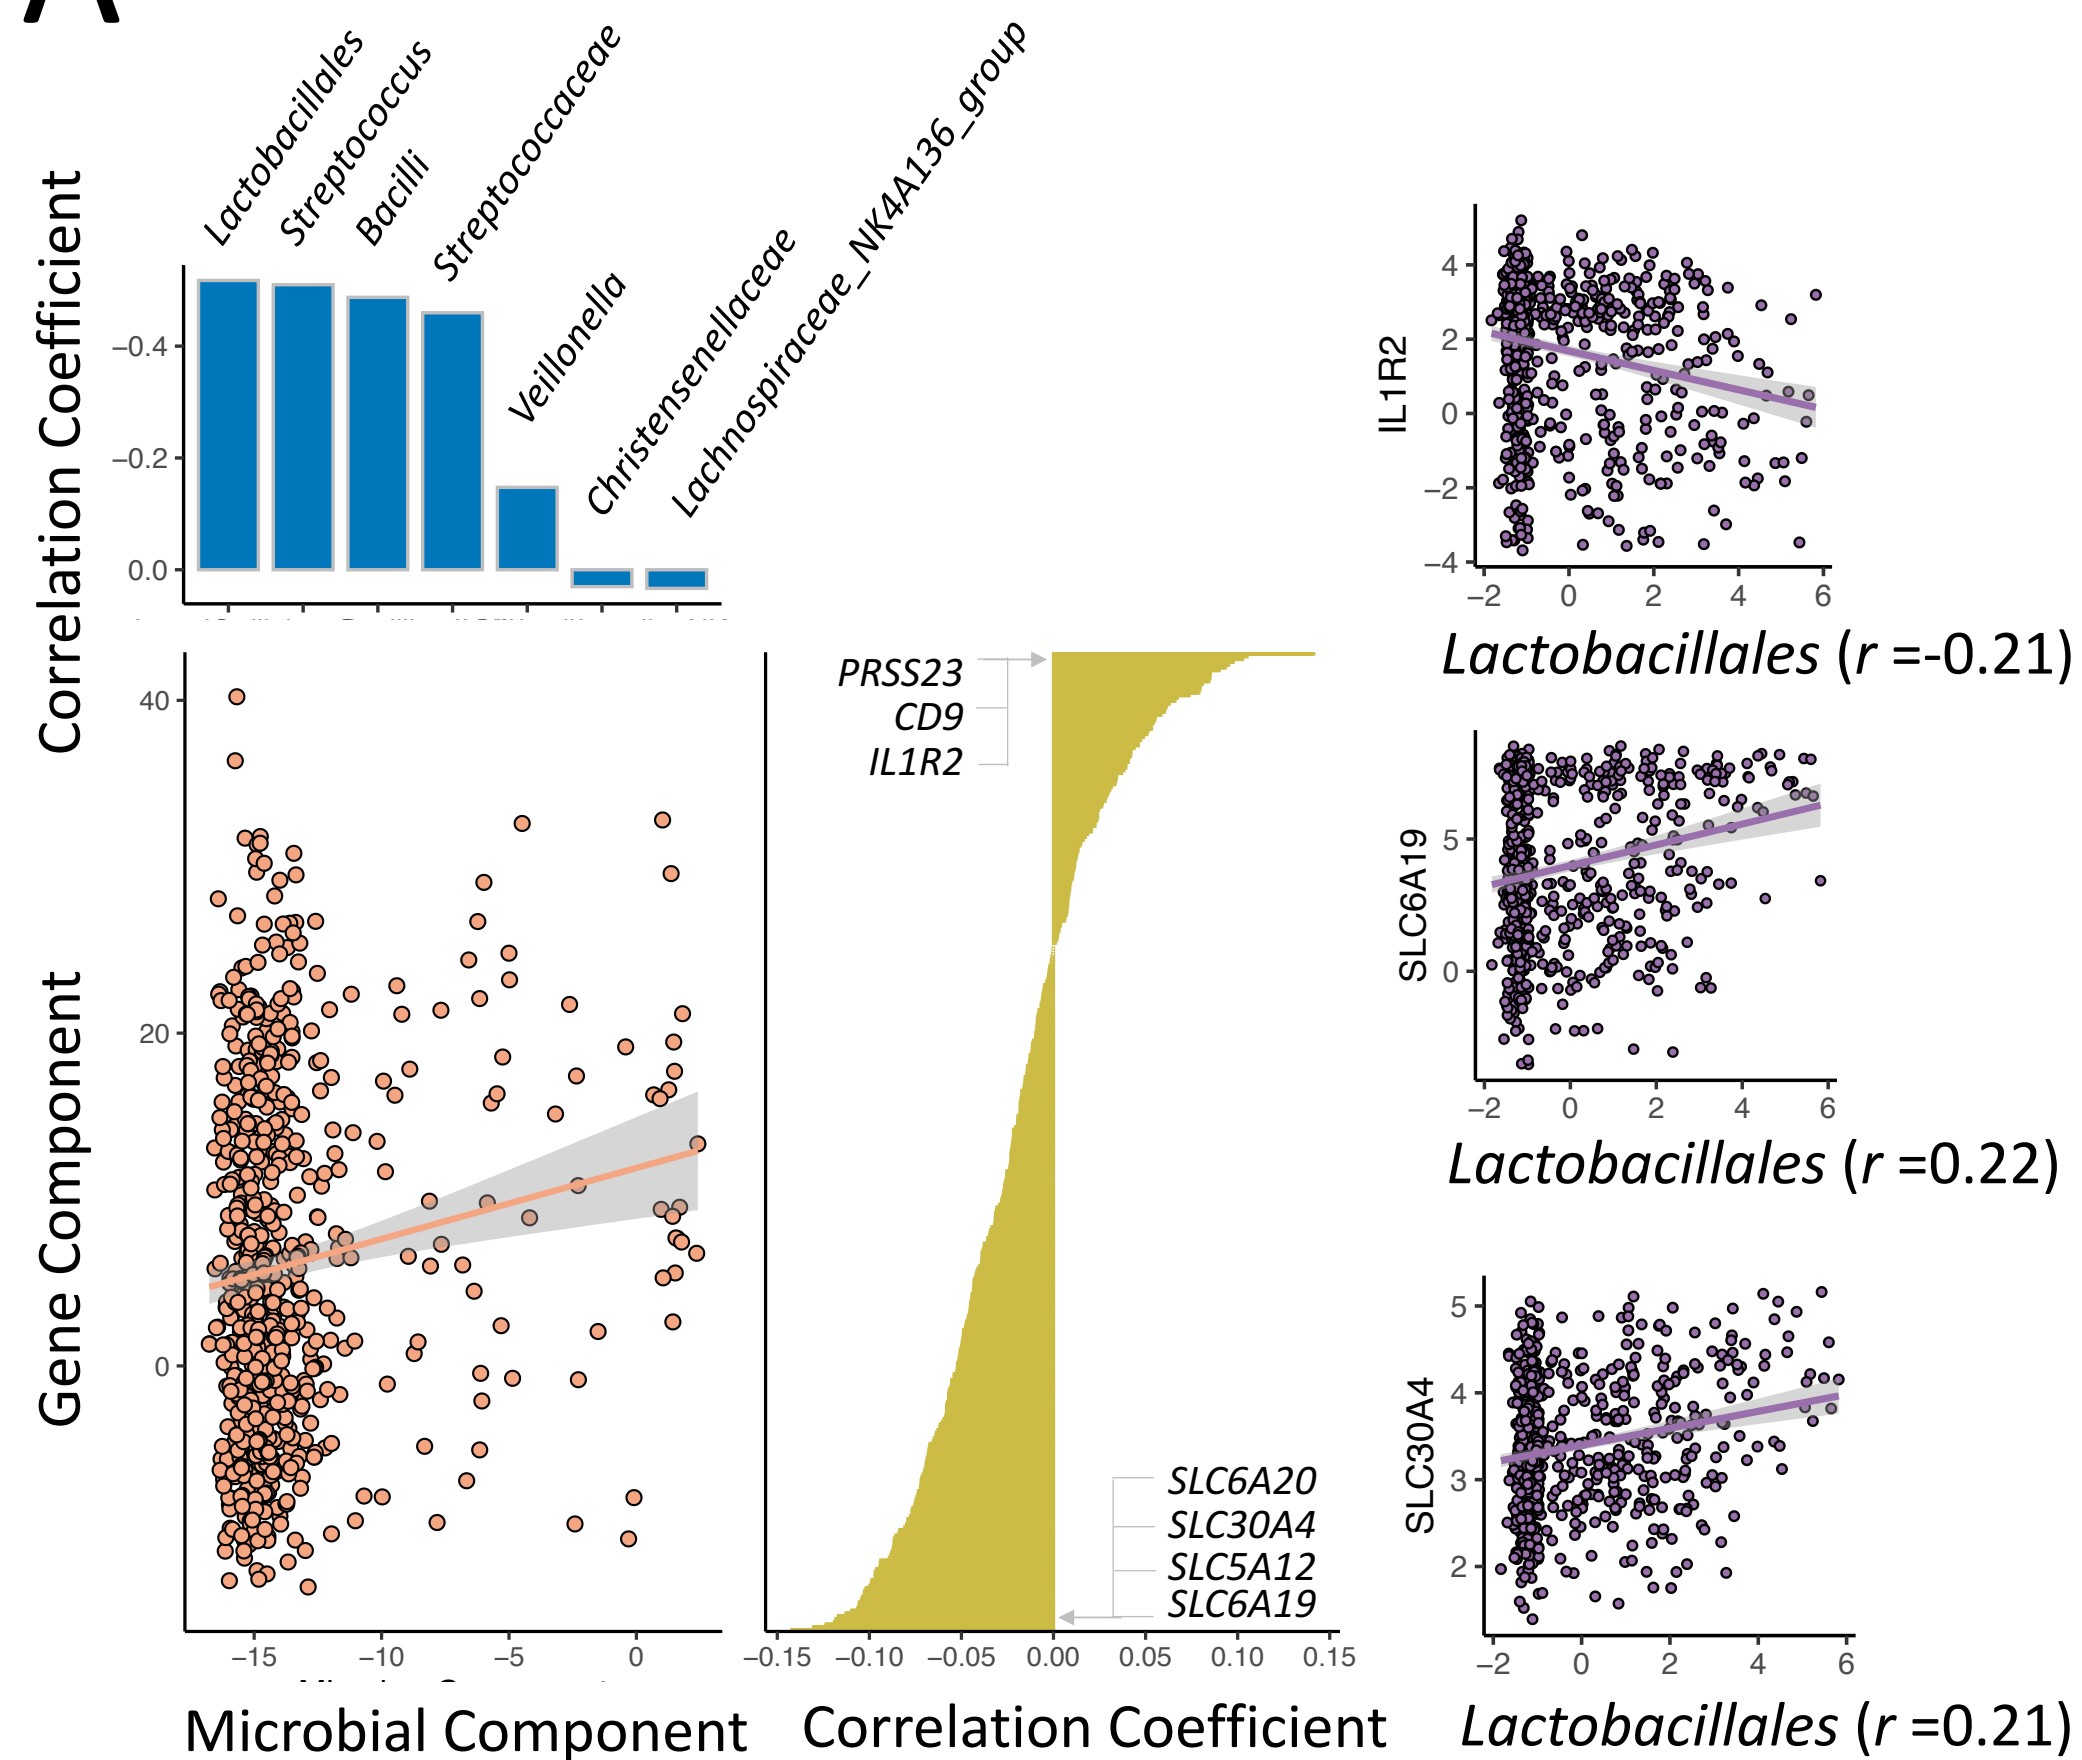 Lactobacillales
Streptococcus
Bacilli
Streptococcaceae
Veillonella
Christensenellaceae
Lachnospiraceae_NK4A136_group
Correlation Coefficient
−0.4
−0.2
0.0
Gene Component
40
20
0
−15
−10
−5
0
Microbial Component
PRSS23
CD9
IL1R2
SLC6A20
SLC30A4
SLC5A12
SLC6A19
−0.15
−0.10
−0.05
0.00
0.05
0.10
0.15
Correlation Coefficient
IL1R2
4
2
0
−2
−4
−2
0
2
4
6
Lactobacillales (r =-0.21)
SLC6A19
5
0
−2
0
2
4
6
Lactobacillales (r =0.22)
SLC30A4
5
4
3
2
−2
0
2
4
6
Lactobacillales (r =0.21)